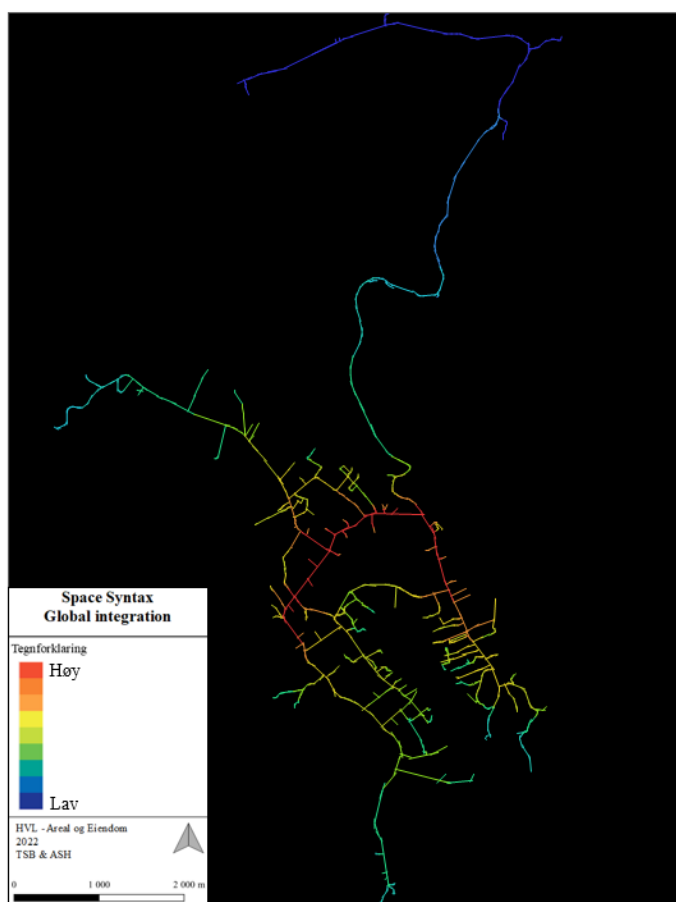 Space Syntax
Global integration
Tegnforklaring
Høy
Lav
HVL - Areal og Eiendom
2022
TSB & ASH
0 1 000 2 000 m